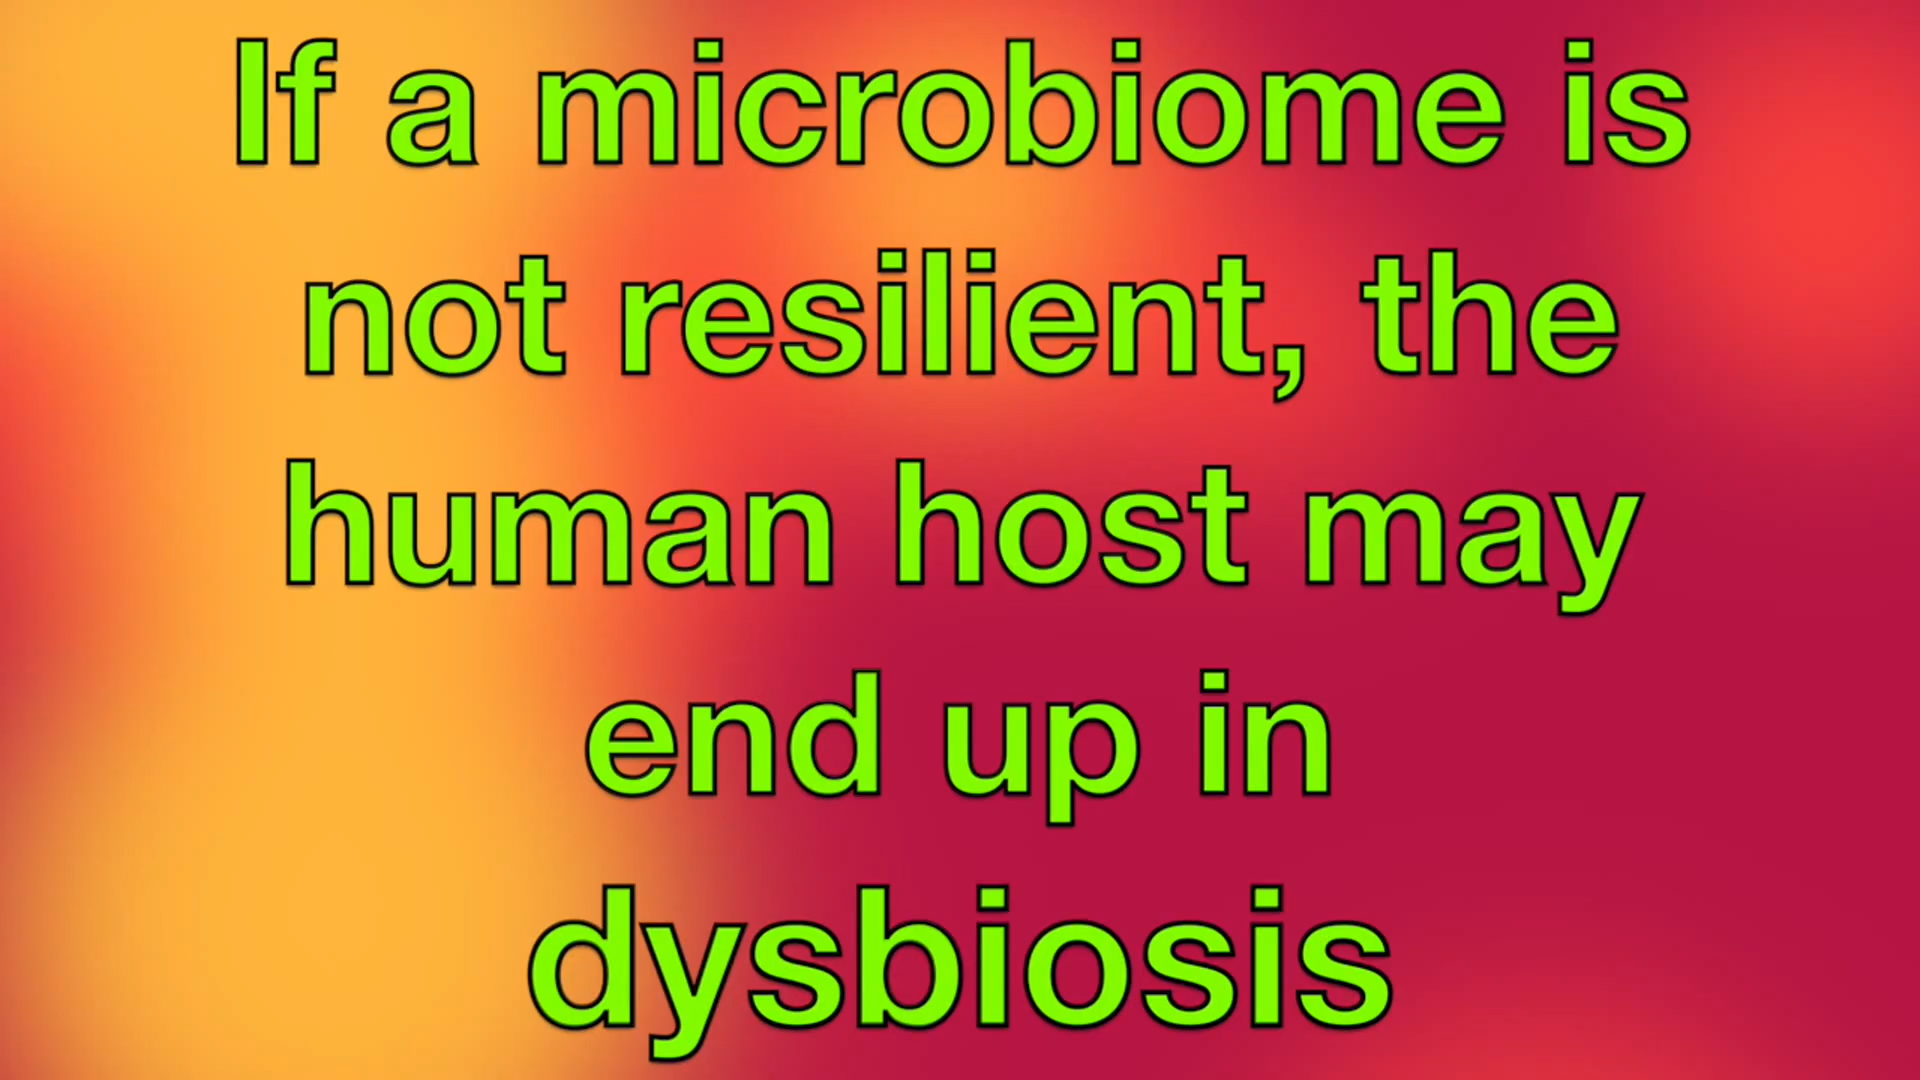 If a microbiome is
not resilient, the
human host may
end up in
dysbiosis